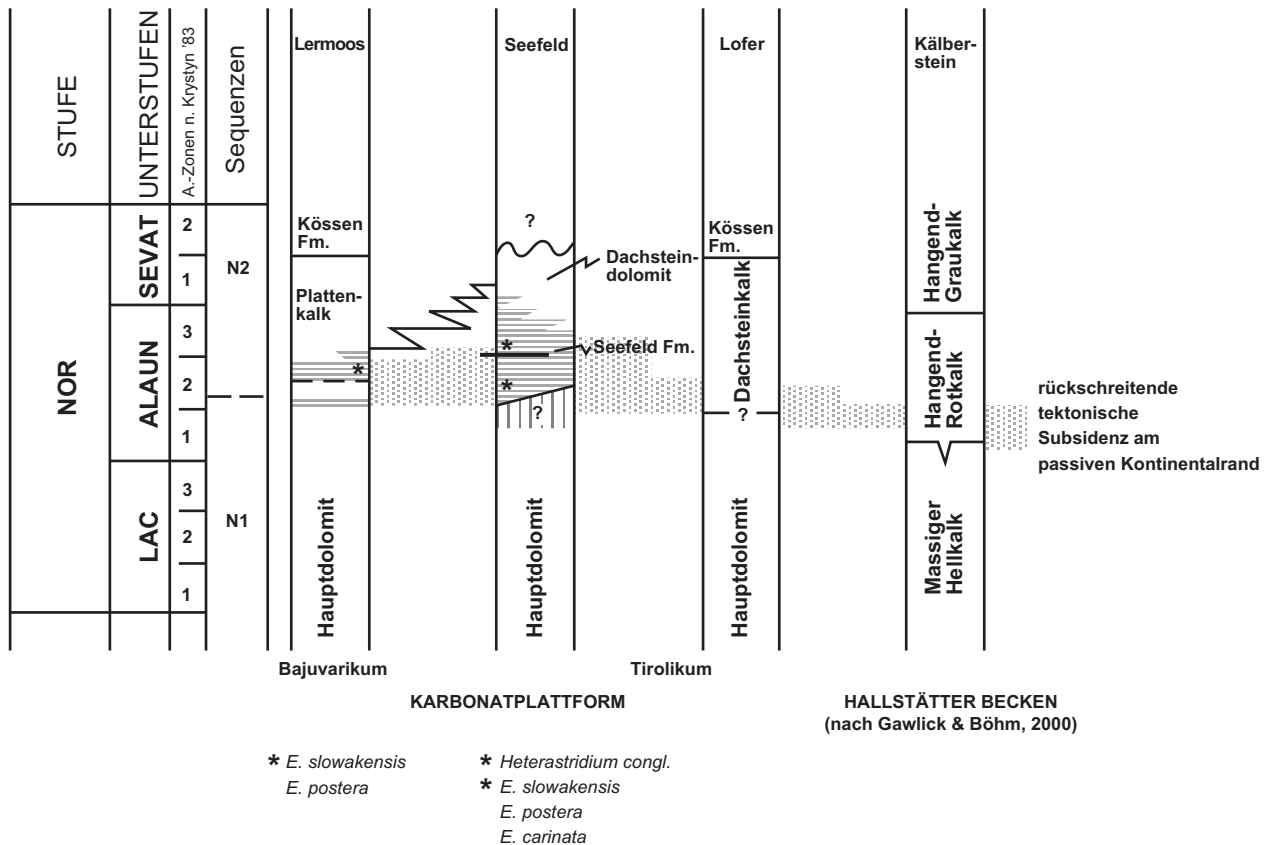 STUFE
UNTERSTUFEN
A.-Zonen n. Krystyn '83
Sequenzen
Lermoos
Seefeld
Lofer
Kälber-
stein
NOR
SEVAT
ALAUN
LAC
2
1
3
2
1
3
2
1
N2
N1
Kössen
Fm.
Platten-
kalk
*
Hauptdolomit
?
Dachstein-
dolomit
*
Seefeld Fm.
*
?
Hauptdolomit
Kössen
Fm.
Dachsteinkalk
?
Hauptdolomit
Hangend-
Graukalk
Hangend-
Rotkalk
Massiger
Hellkalk
rückschreitende
tektonische
Subsidenz am
passiven Kontinentalrand
Bajuvarikum
Tirolikum
KARBONATPLATTFORM
HALLSTÄTTER BECKEN
(nach Gawlick & Böhm, 2000)
* E. slowakensis
E. postera
* Heterastridium congl.
* E. slowakensis
E. postera
E. carinata